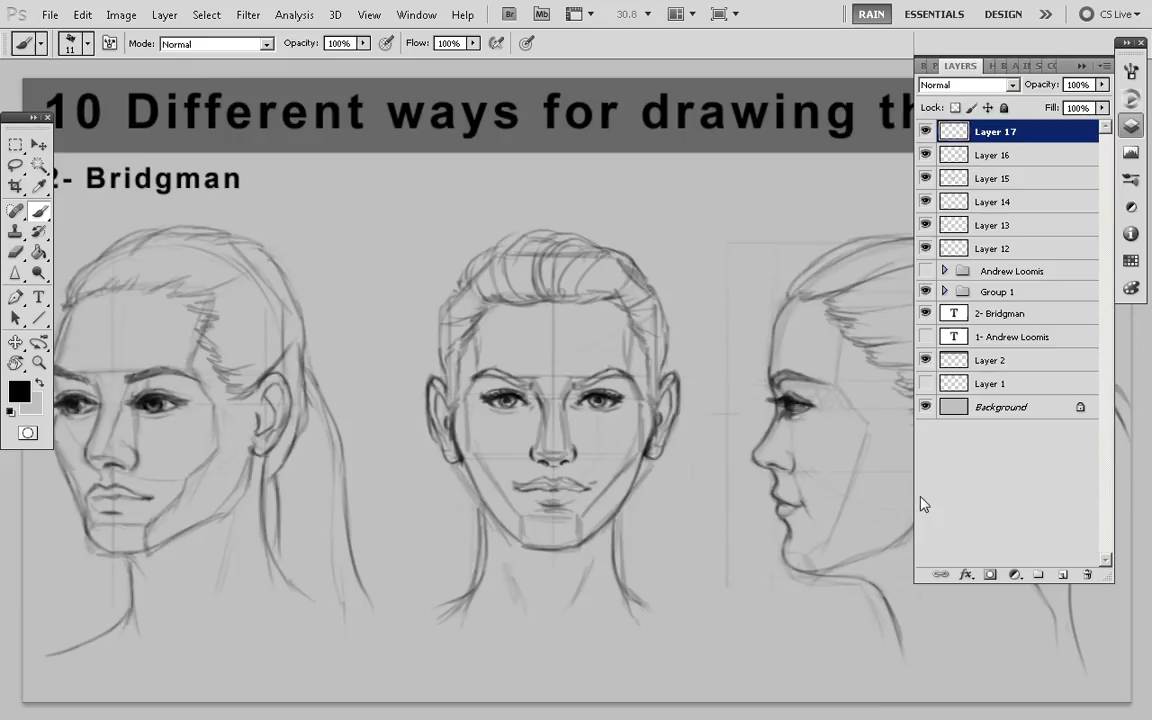 Ps File Edit Image Layer Select Filter Analysis 3D View Window Help Br Mb 30.8 RAIN ESSENTIALS DESIGN CS Live
11 Mode: Normal Opacity: 100% Flow: 100%
LAYERS
Normal Opacity: 100%
Lock: Fill: 100%
10 Different ways for drawing th
2- Bridgman
Layer 17
Layer 16
Layer 15
Layer 14
Layer 13
Layer 12
Andrew Loomis
Group 1
T 2- Bridgman
T 1- Andrew Loomis
Layer 2
Layer 1
Background